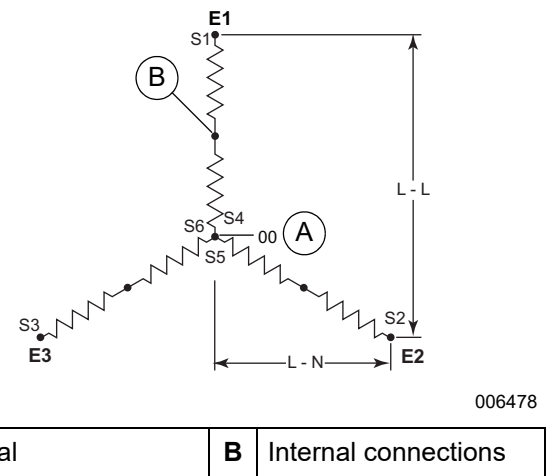 E1
S1
B
L - L
S4
S6
00
A
S5
S3
S2
E3
L - N
E2
006478
al
B Internal connections